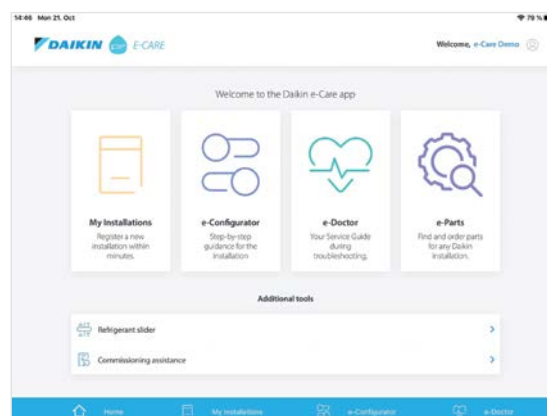 14:46 Mon 21. Oct
79 %
DAIKIN E-CARE
Welcome, e-Care Demo
Welcome to the Daikin e-Care app
My Installations
Register a new
installation within
minutes.
e-Configurator
Step-by-step
guidance for the
installation
e-Doctor
Your Service Guide
during
troubleshooting.
e-Parts
Find and order parts
for any Daikin
installation.
Additional tools
Refrigerant slider
Commissioning assistance
Home
My Installations
e-Configurator
e-Doctor